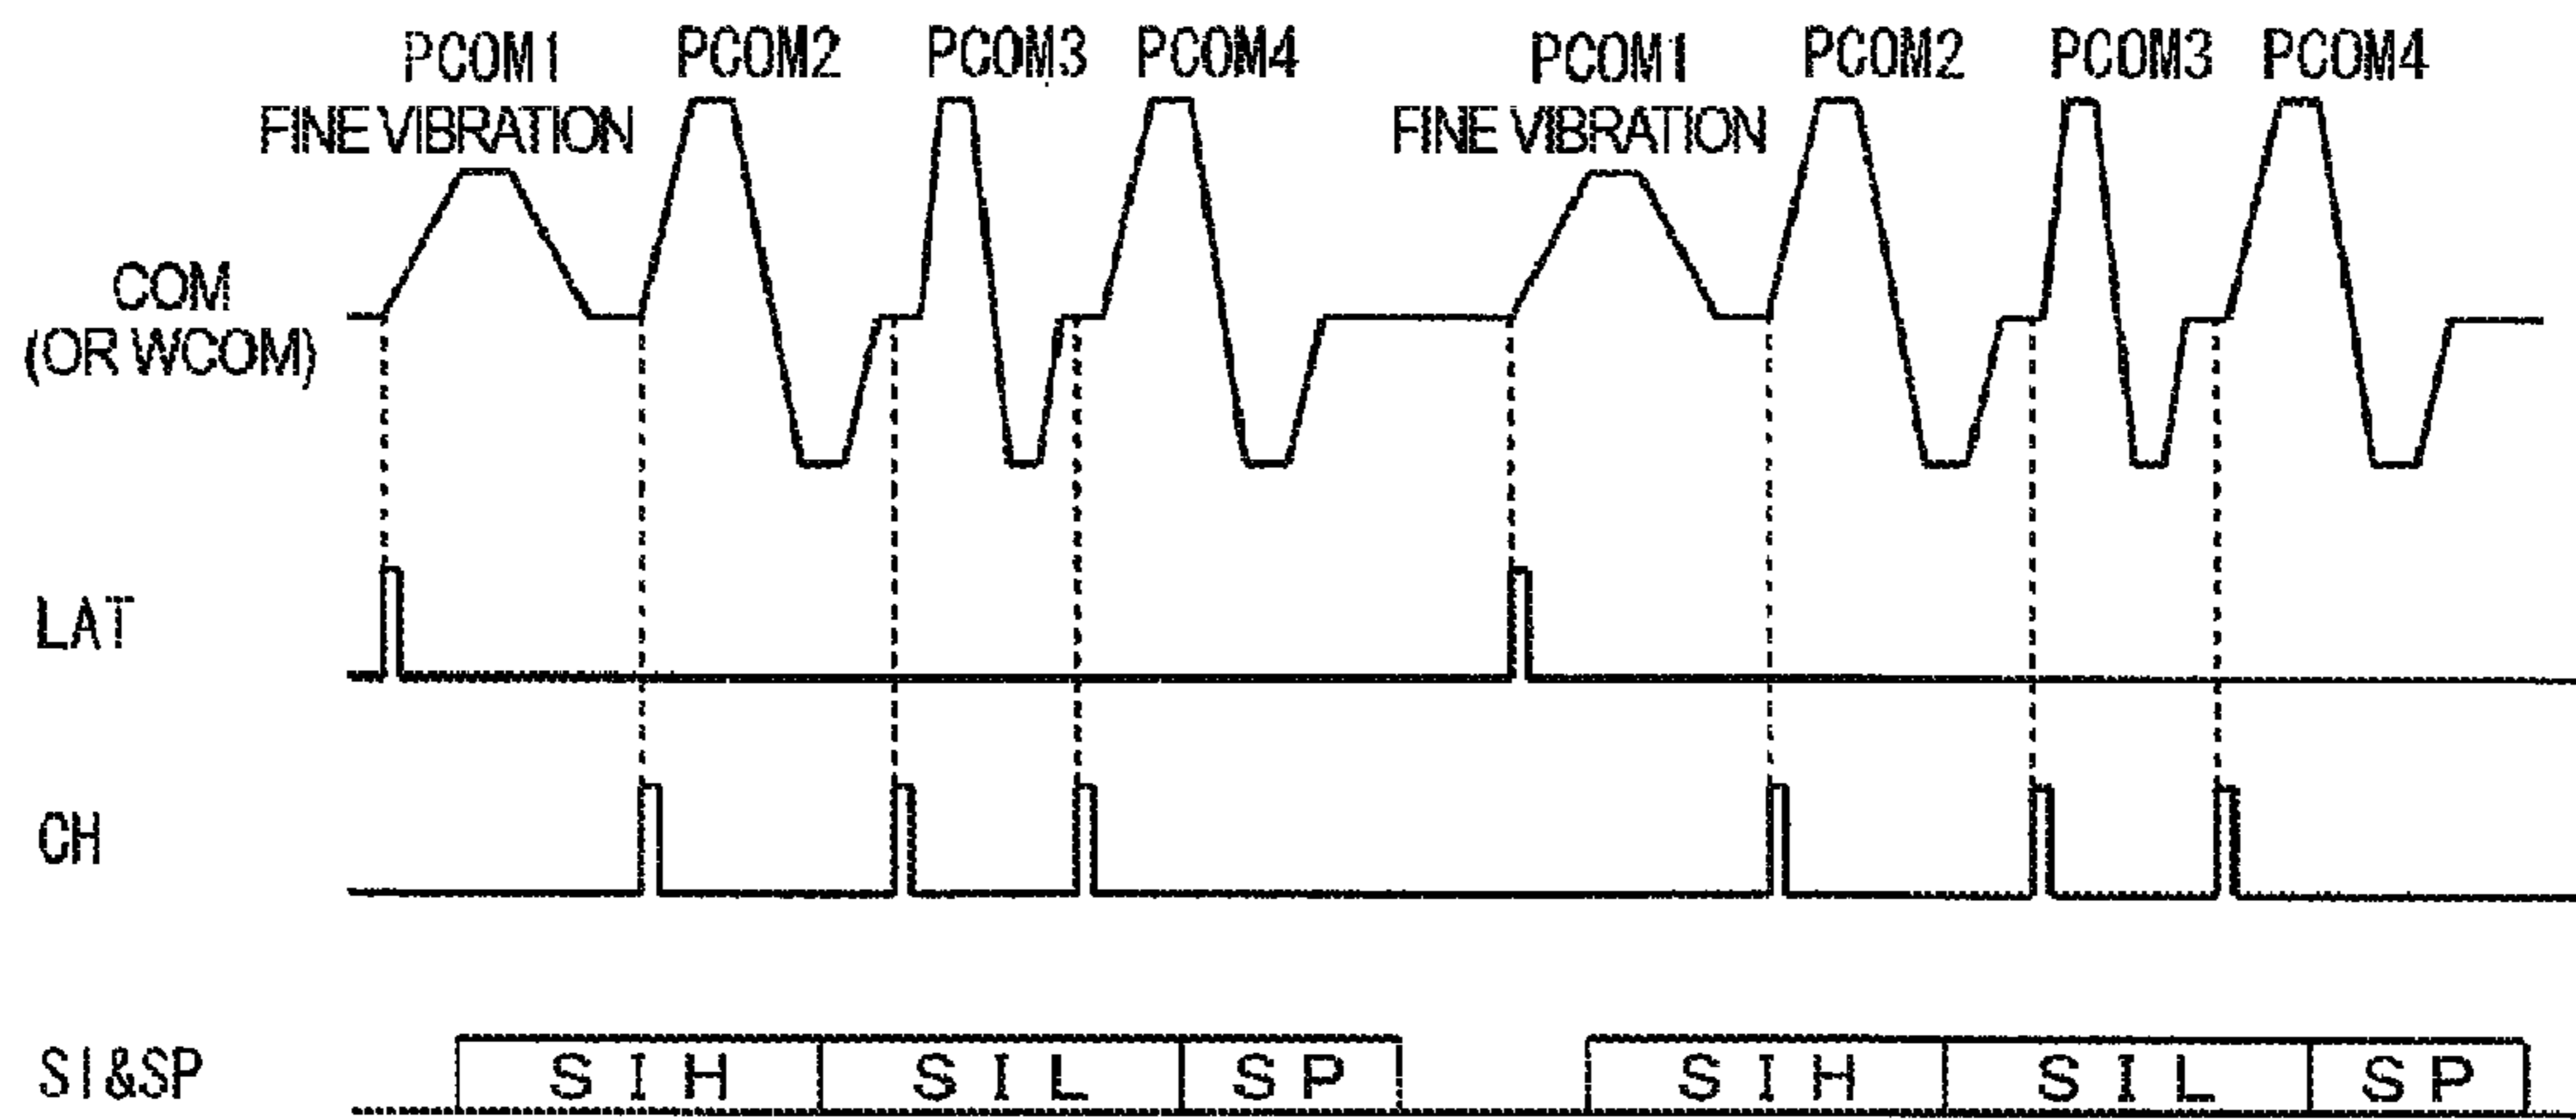 PCOM1 PCOM2 PCOM3 PCOM4 PCOM1 PCOM2 PCOM3 PCOM4
FINE VIBRATION FINE VIBRATION
COM
(OR WCOM)
LAT
CH
SI&SP SIH SIL SP SIH SIL SP